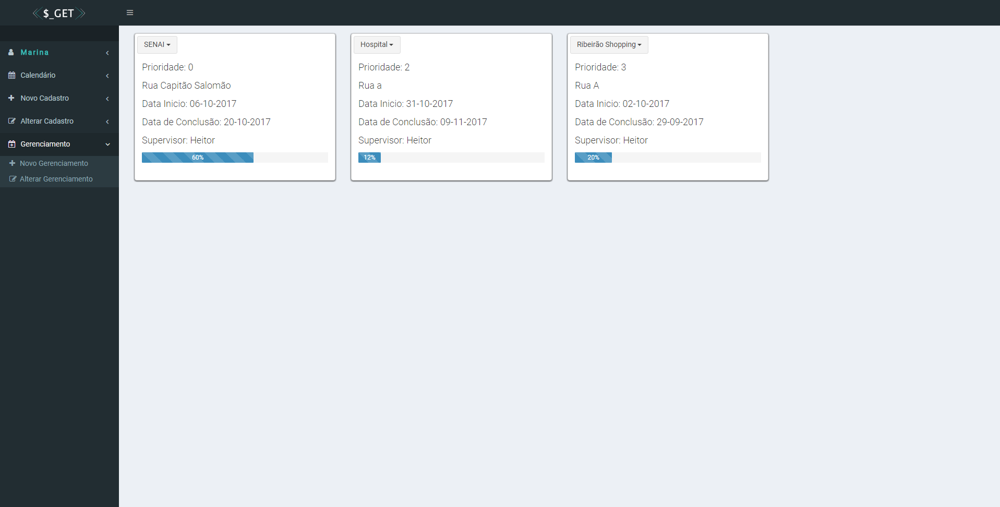 $_GET
Marina
Calendário
Novo Cadastro
Alterar Cadastro
Gerenciamento
Novo Gerenciamento
Alterar Gerenciamento
SENAI
Prioridade: 0
Rua Capitão Salomão
Data Inicio: 06-10-2017
Data de Conclusão: 20-10-2017
Supervisor: Heitor
60%
Hospital
Prioridade: 2
Rua a
Data Inicio: 31-10-2017
Data de Conclusão: 09-11-2017
Supervisor: Heitor
12%
Ribeirão Shopping
Prioridade: 3
Rua A
Data Inicio: 02-10-2017
Data de Conclusão: 29-09-2017
Supervisor: Heitor
20%